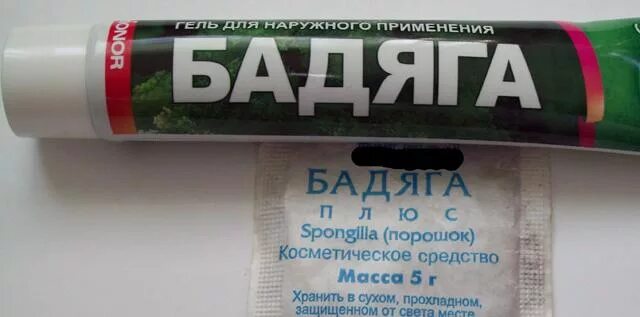 ГЕЛЬ ДЛЯ НАРУЖНОГО ПРИМЕНЕНИЯ
БАДЯГА
CONOR
БАДЯГА
ПЛЮС
Spongilla (порошок)
Косметическое средство
Масса 5 г
Хранить в сухом, прохладном,
защищенном от света месте